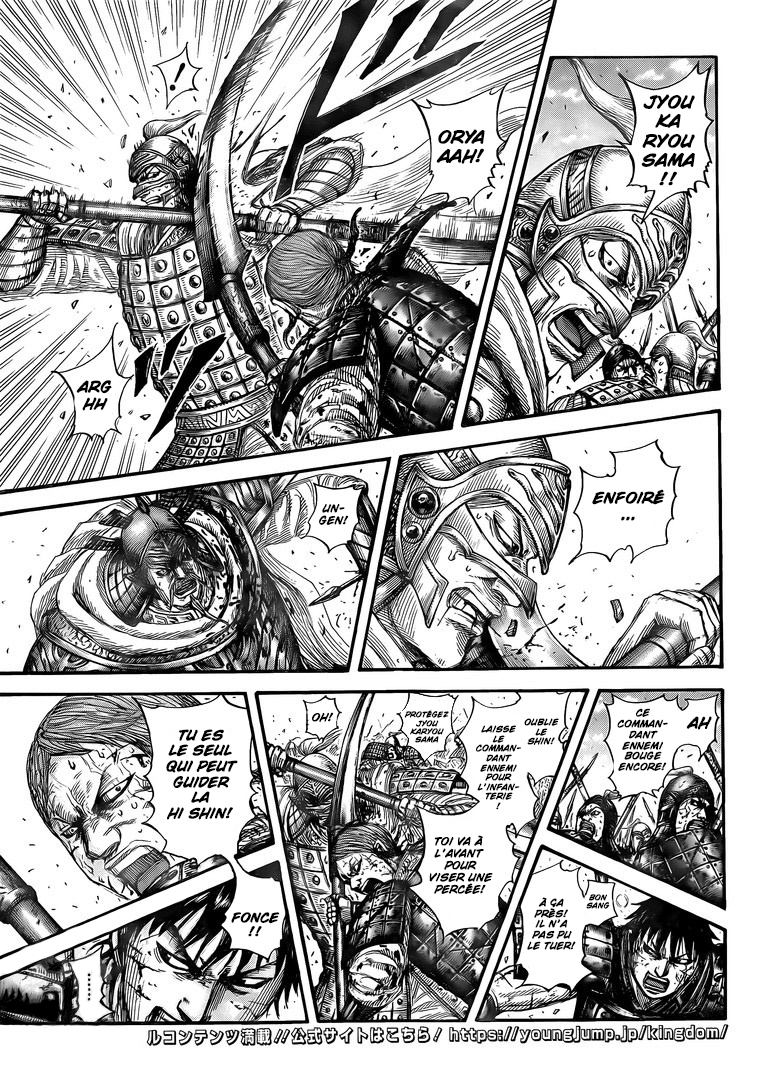 JYOU
KA
RYOU
SAMA
!!
ORYA
AAH!
!
ARG
HH
ENFOIRÉ
...
UN-
GEN!
AH
CE
COMMAN-
DANT
ENNEMI
BOUGE
ENCORE!
BON
SANG
À ÇA
PRÈS!
IL N'A
PAS PU
LE TUER!
OUBLIE
LE SHIN!
LAISSE
LE
COMMAN-
DANT
ENNEMI
POUR
L'INFAN-
TERIE
!
PROTÉGEZ
JYOU
KARYOU
SAMA
OH!
TOI VA À
L'AVANT
POUR
VISER UNE
PERCÉE!
TU ES
LE SEUL
QUI PEUT
GUIDER
LA
HI SHIN!
FONCE
!!
........
ルコンテンツ満載!!公式サイトはこちら! https://youngjump.jp/kingdom/